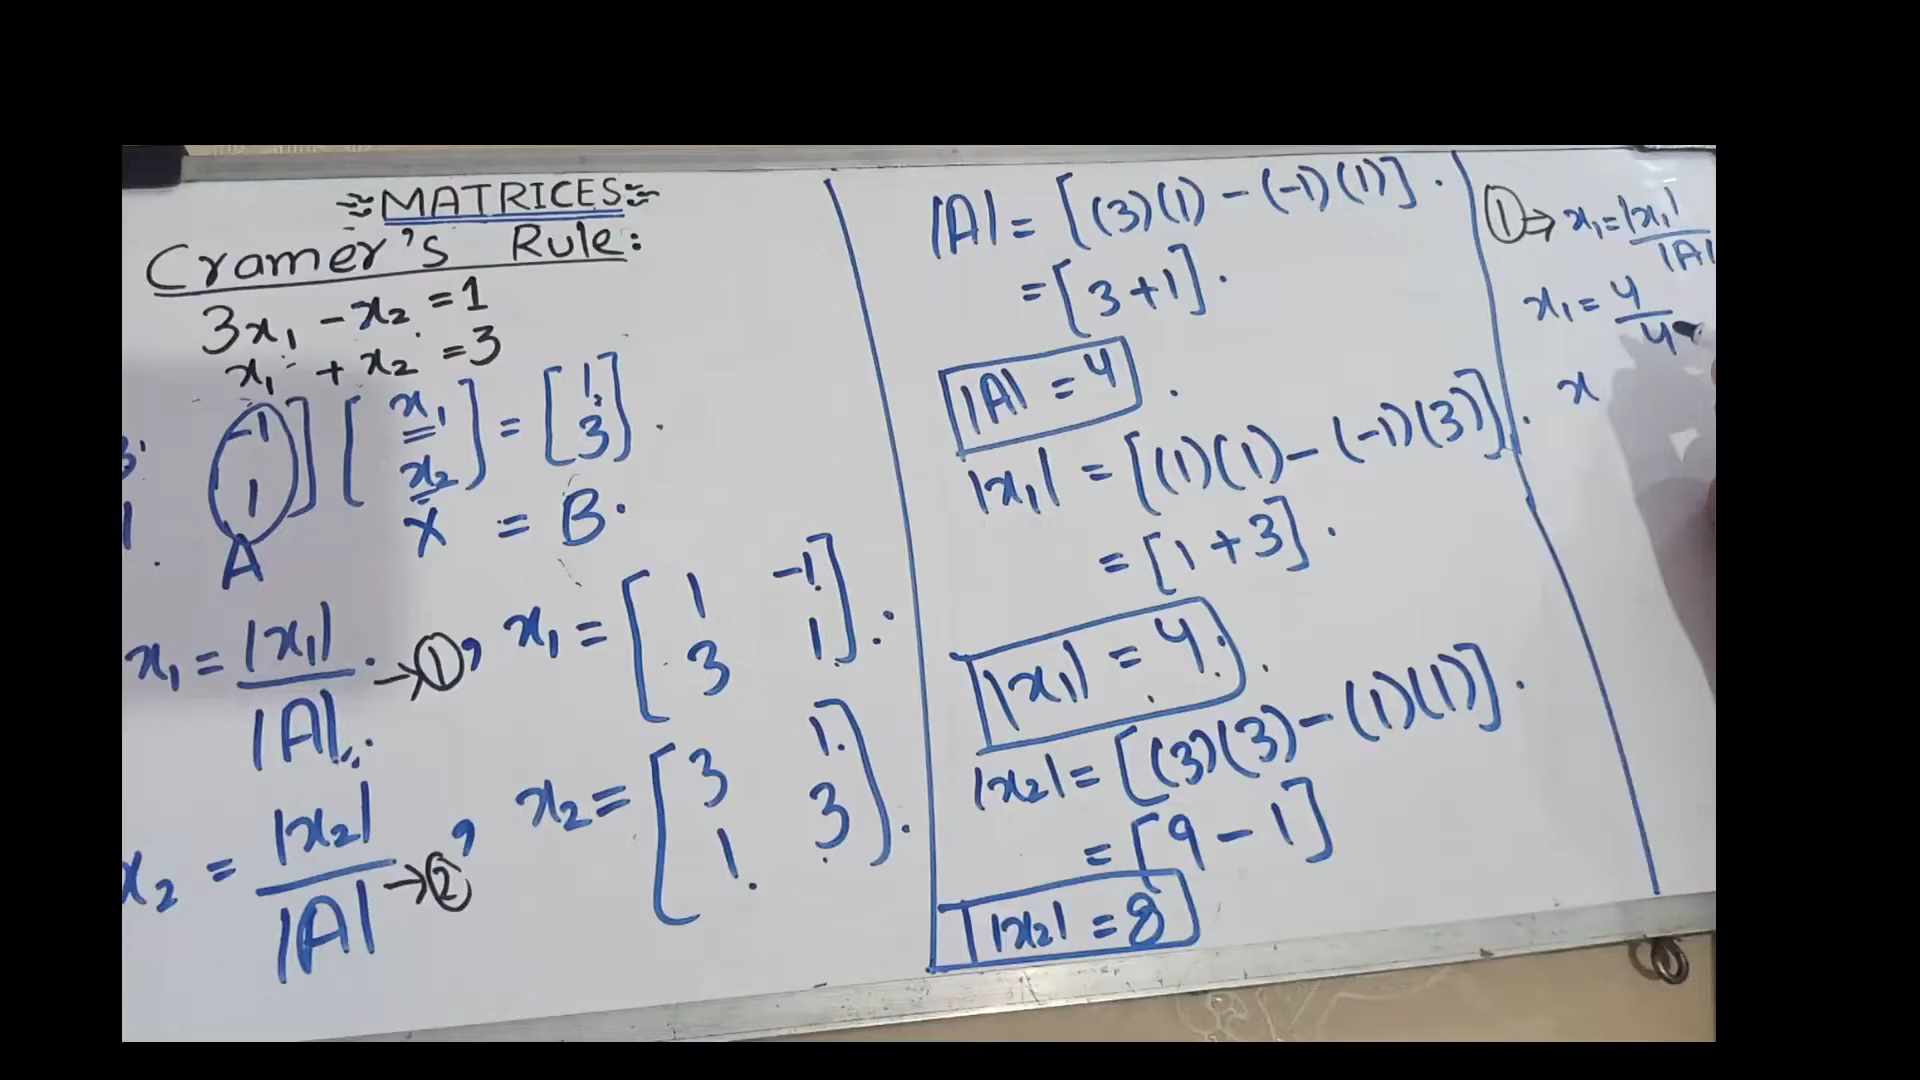 MATRICES
Cramer's Rule:
3x₁ - x₂ = 1
x₁ + x₂ = 3
-1] [x₁] = [1]
1] [x₂] = [3].
A X = B.
x₁ = |x₁| / |A| → ①, x₁ = [1 -1
3 1].
x₂ = |x₂| / |A| → ②, x₂ = [3 1
1 3].
|A| = [(3)(1) - (-1)(1)].
= [3+1].
|A| = 4.
|x₁| = [(1)(1) - (-1)(3)].
= [1+3].
|x₁| = 4.
|x₂| = [(3)(3) - (1)(1)].
= [9 - 1]
|x₂| = 8
① ⇒ x₁ = |x₁| / |A|
x₁ = 4/4
x